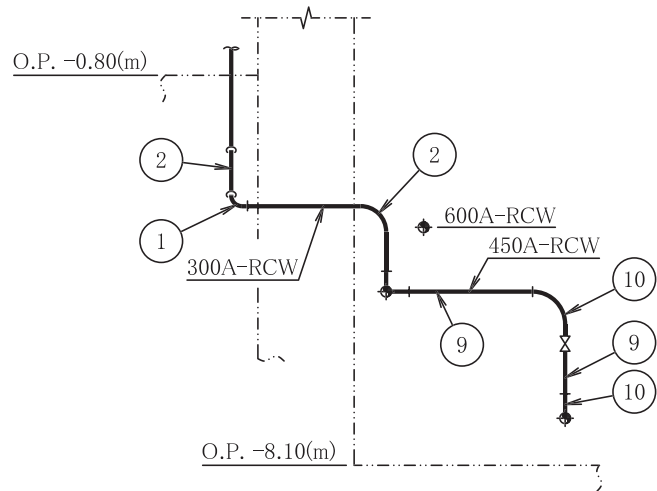 O.P. -0.80(m)
2
2
1
600A-RCW
450A-RCW
300A-RCW
10
9
9
10
O.P. -8.10(m)